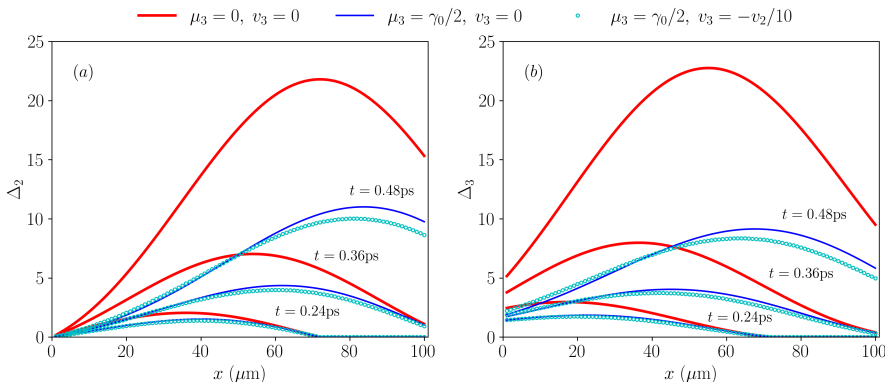 μ₃ = 0, v₃ = 0
μ₃ = γ₀/2, v₃ = 0
μ₃ = γ₀/2, v₃ = −v₂/10
(a)
25
20
15
10
5
0
Δ₂
t = 0.48ps
t = 0.36ps
t = 0.24ps
0 20 40 60 80 100
x (μm)
(b)
25
20
15
10
5
0
Δ₃
t = 0.48ps
t = 0.36ps
t = 0.24ps
0 20 40 60 80 100
x (μm)